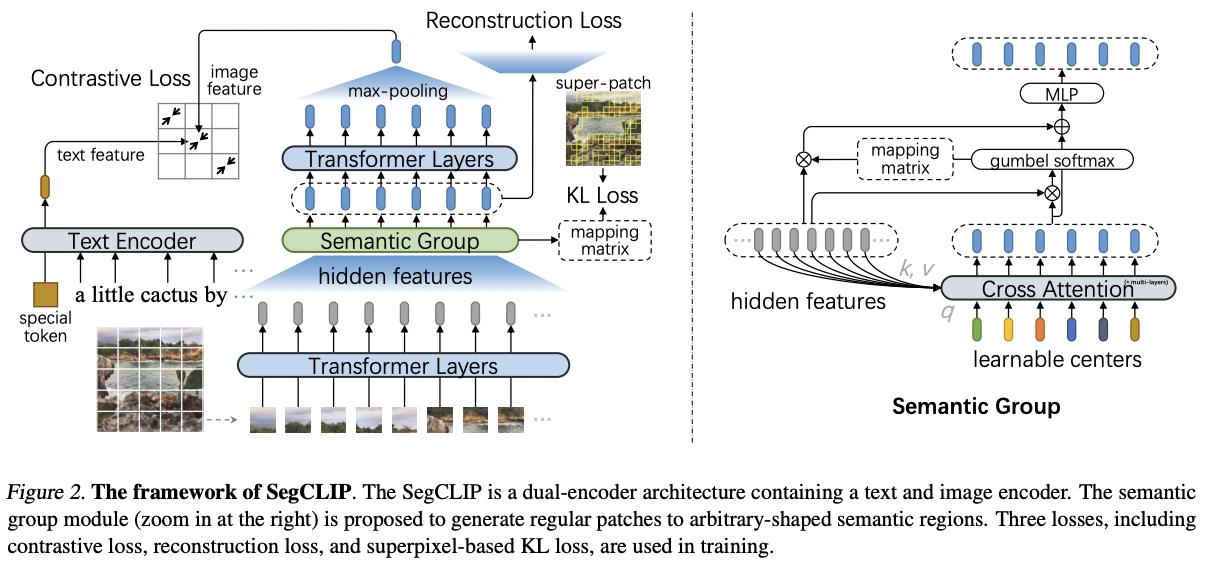 Reconstruction Loss
Contrastive Loss
image
feature
max-pooling
super-patch
text feature
Transformer Layers
KL Loss
Text Encoder
Semantic Group
mapping
matrix
...
hidden features
a little cactus by ...
special
token
...
Transformer Layers
...
MLP
mapping
matrix
gumbel softmax
... ...
k, v
hidden features
Cross Attention (* multi-layers)
q
learnable centers
Semantic Group
Figure 2. The framework of SegCLIP. The SegCLIP is a dual-encoder architecture containing a text and image encoder. The semantic
group module (zoom in at the right) is proposed to generate regular patches to arbitrary-shaped semantic regions. Three losses, including
contrastive loss, reconstruction loss, and superpixel-based KL loss, are used in training.